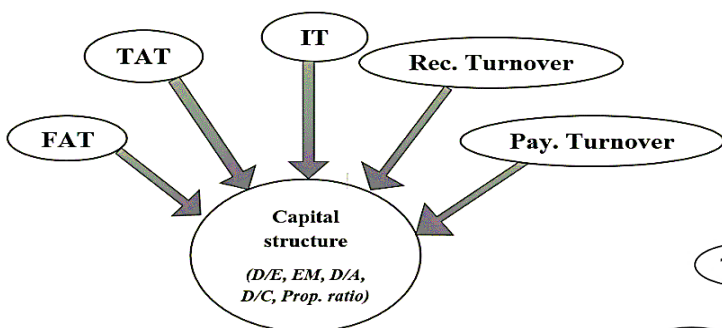 IT
TAT
Rec. Turnover
FAT
Pay. Turnover
Capital
structure
(D/E, EM, D/A,
D/C, Prop. ratio)